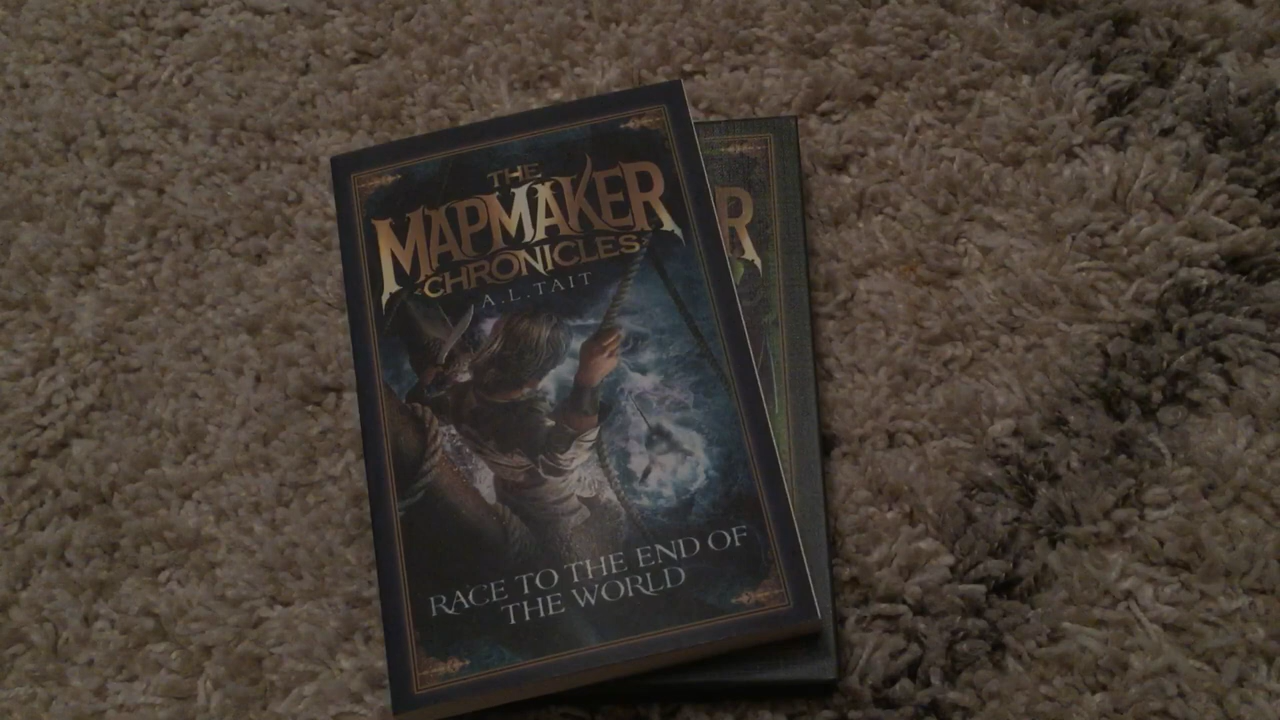 THE
MAPMAKER
CHRONICLES
A.L.TAIT
RACE TO THE END OF
THE WORLD
R